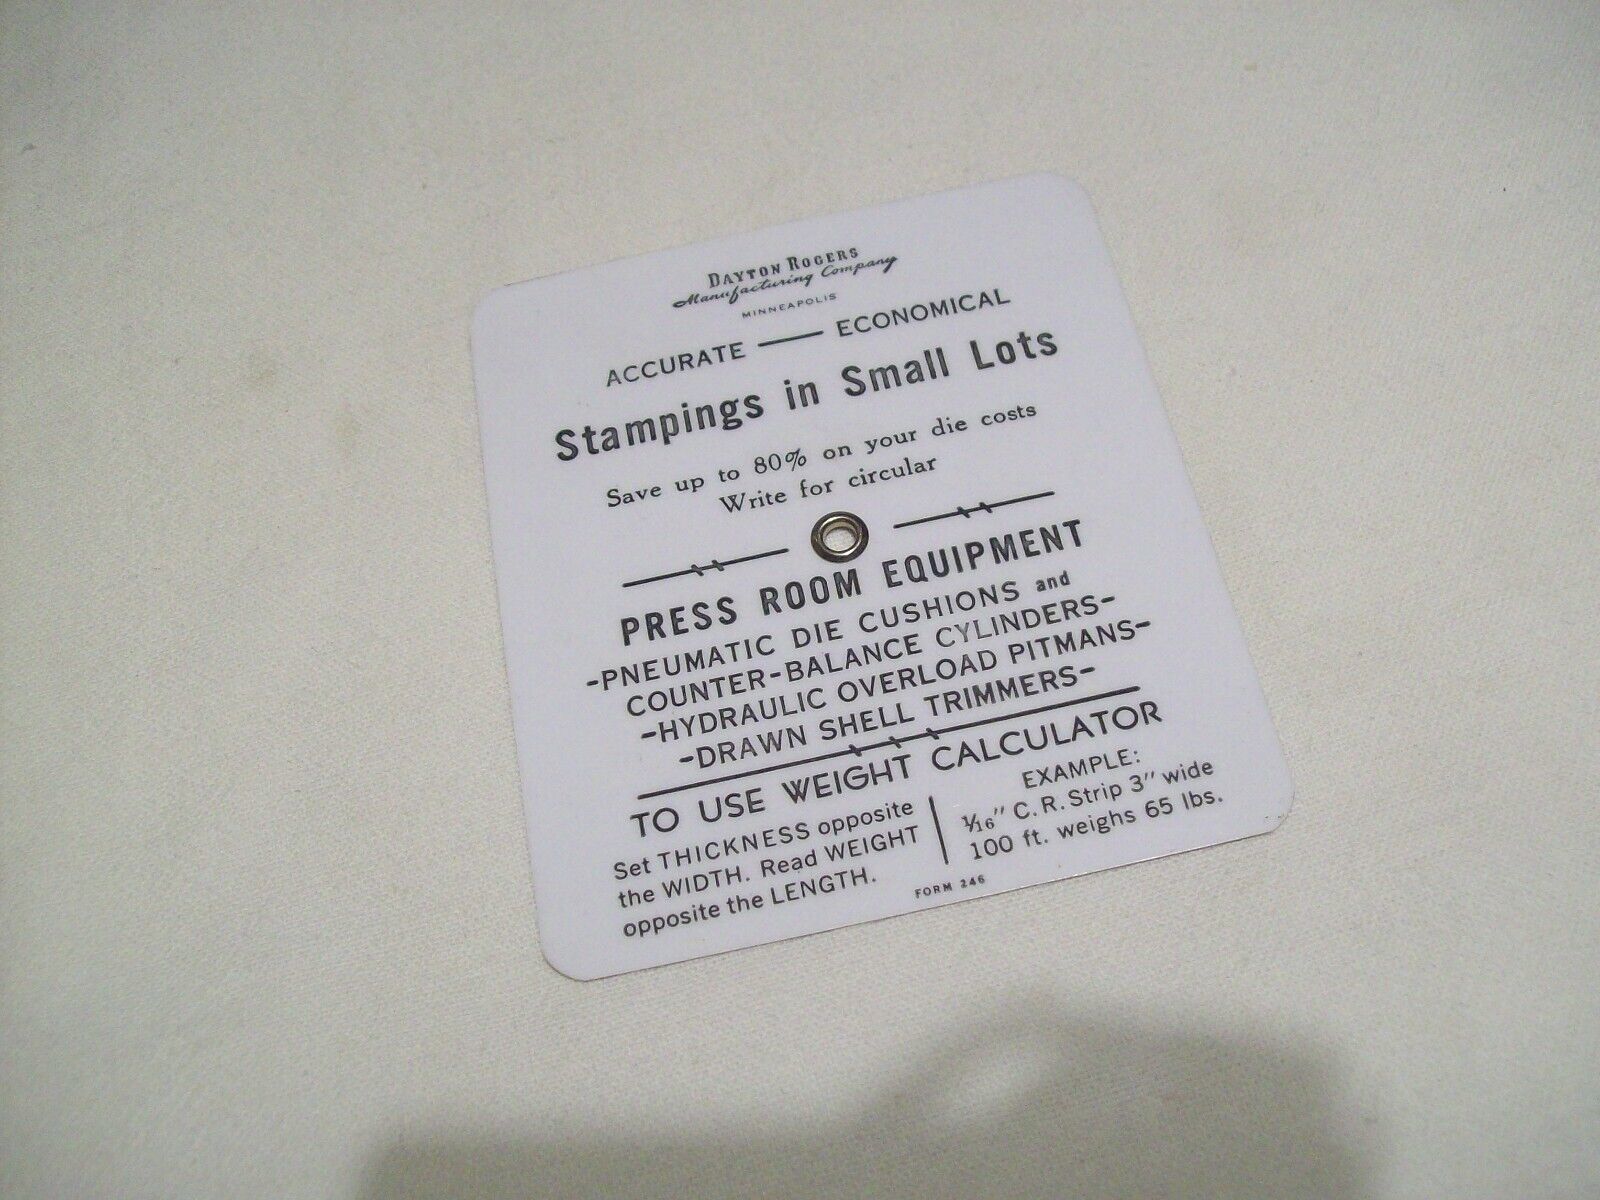 DAYTON ROGERS
Manufacturing Company
MINNEAPOLIS
ACCURATE — ECONOMICAL
Stampings in Small Lots
Save up to 80% on your die costs
Write for circular
PRESS ROOM EQUIPMENT
-PNEUMATIC DIE CUSHIONS and
COUNTER-BALANCE CYLINDERS-
-HYDRAULIC OVERLOAD PITMANS-
-DRAWN SHELL TRIMMERS-
TO USE WEIGHT CALCULATOR
Set THICKNESS opposite
the WIDTH. Read WEIGHT
opposite the LENGTH.
EXAMPLE:
1/16" C. R. Strip 3" wide
100 ft. weighs 65 lbs.
FORM 246